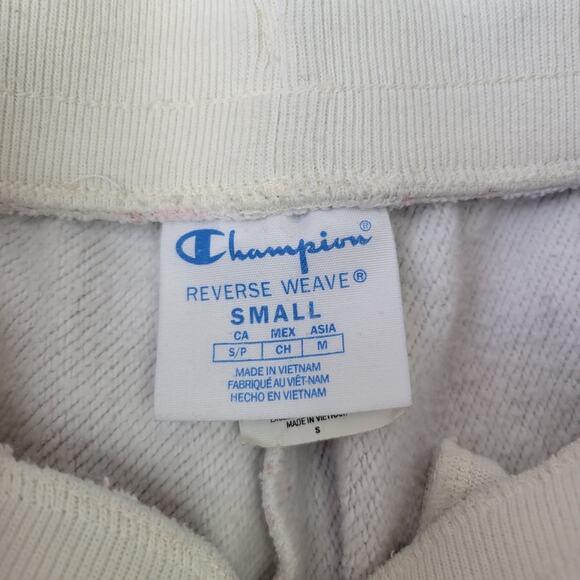 Champion®
REVERSE WEAVE®
SMALL
CA MEX ASIA
S/P CH M
MADE IN VIETNAM
FABRIQUÉ AU VIÊT-NAM
HECHO EN VIETNAM
MADE IN VIETNAM
S